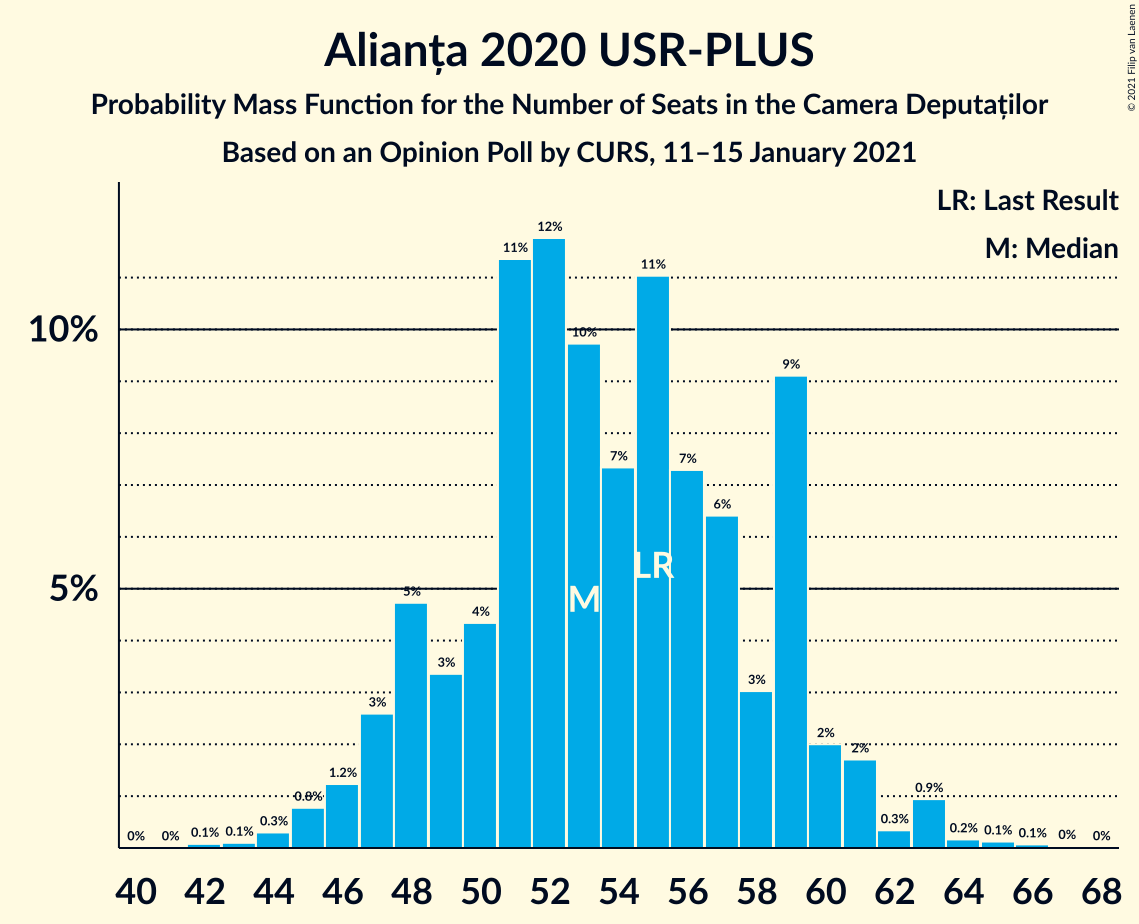 Alianța 2020 USR-PLUS
Probability Mass Function for the Number of Seats in the Camera Deputaților
Based on an Opinion Poll by CURS, 11–15 January 2021
© 2021 Filip van Laenen
LR: Last Result
M: Median
10%
5%
0% 0% 0.1% 0.1% 0.3% 0.8% 1.2% 3% 5% 3% 4% 11% 12% 10% 7% 11% 7% 6% 3% 9% 2% 2% 0.3% 0.9% 0.2% 0.1% 0.1% 0% 0%
M
LR
40 42 44 46 48 50 52 54 56 58 60 62 64 66 68